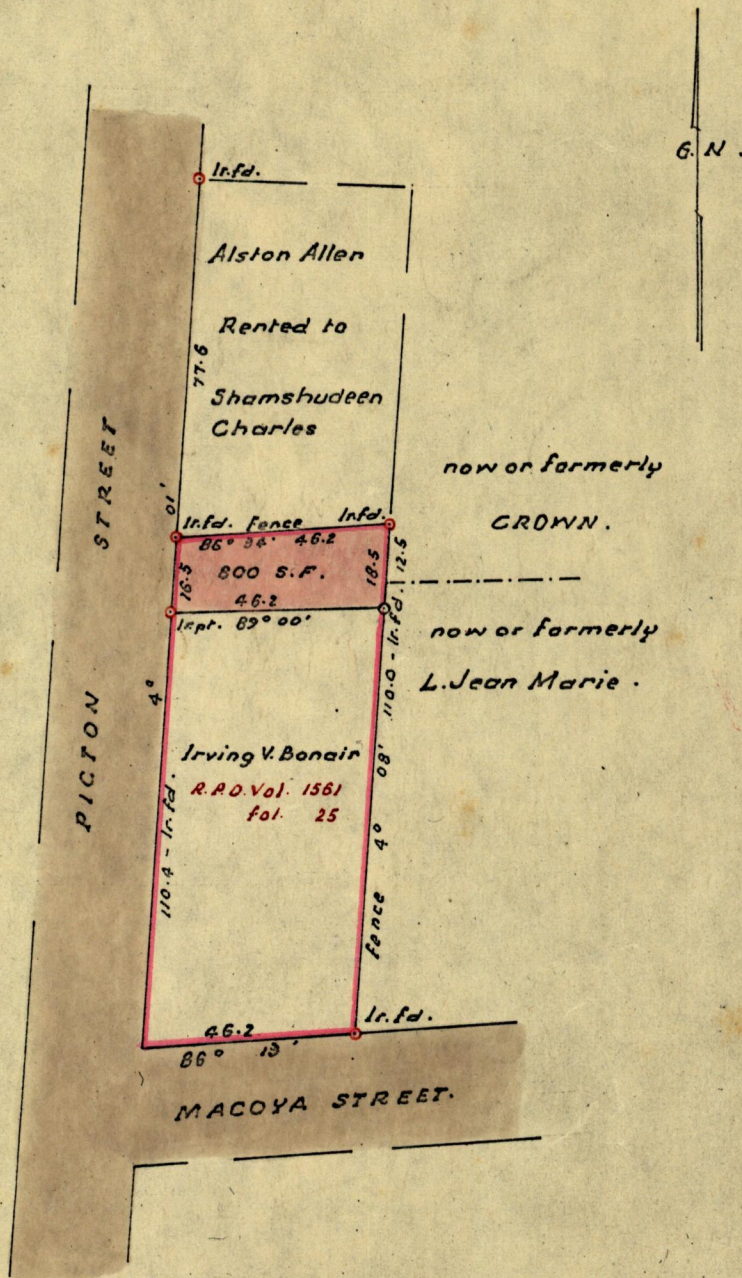 G. N.
Ir.fd.
Alston Allen
Rented to
Shamshudeen
Charles
77.6
01'
STREET
now or formerly
CROWN.
Ir.fd. Fence Ir.fd.
86° 34' 46.2
800 S.F.
16.5
18.5
12.5
46.2
Ir.pt. 89° 00'
now or formerly
L. Jean Marie.
4°
110.4 - Ir.fd.
PICTON
Irving V. Bonair
R.P.O. Vol. 1561
fol. 25
110.0 - Ir.fd.
Fence 4° 08'
Ir.fd.
46.2
86° 13'
MACOYA STREET.